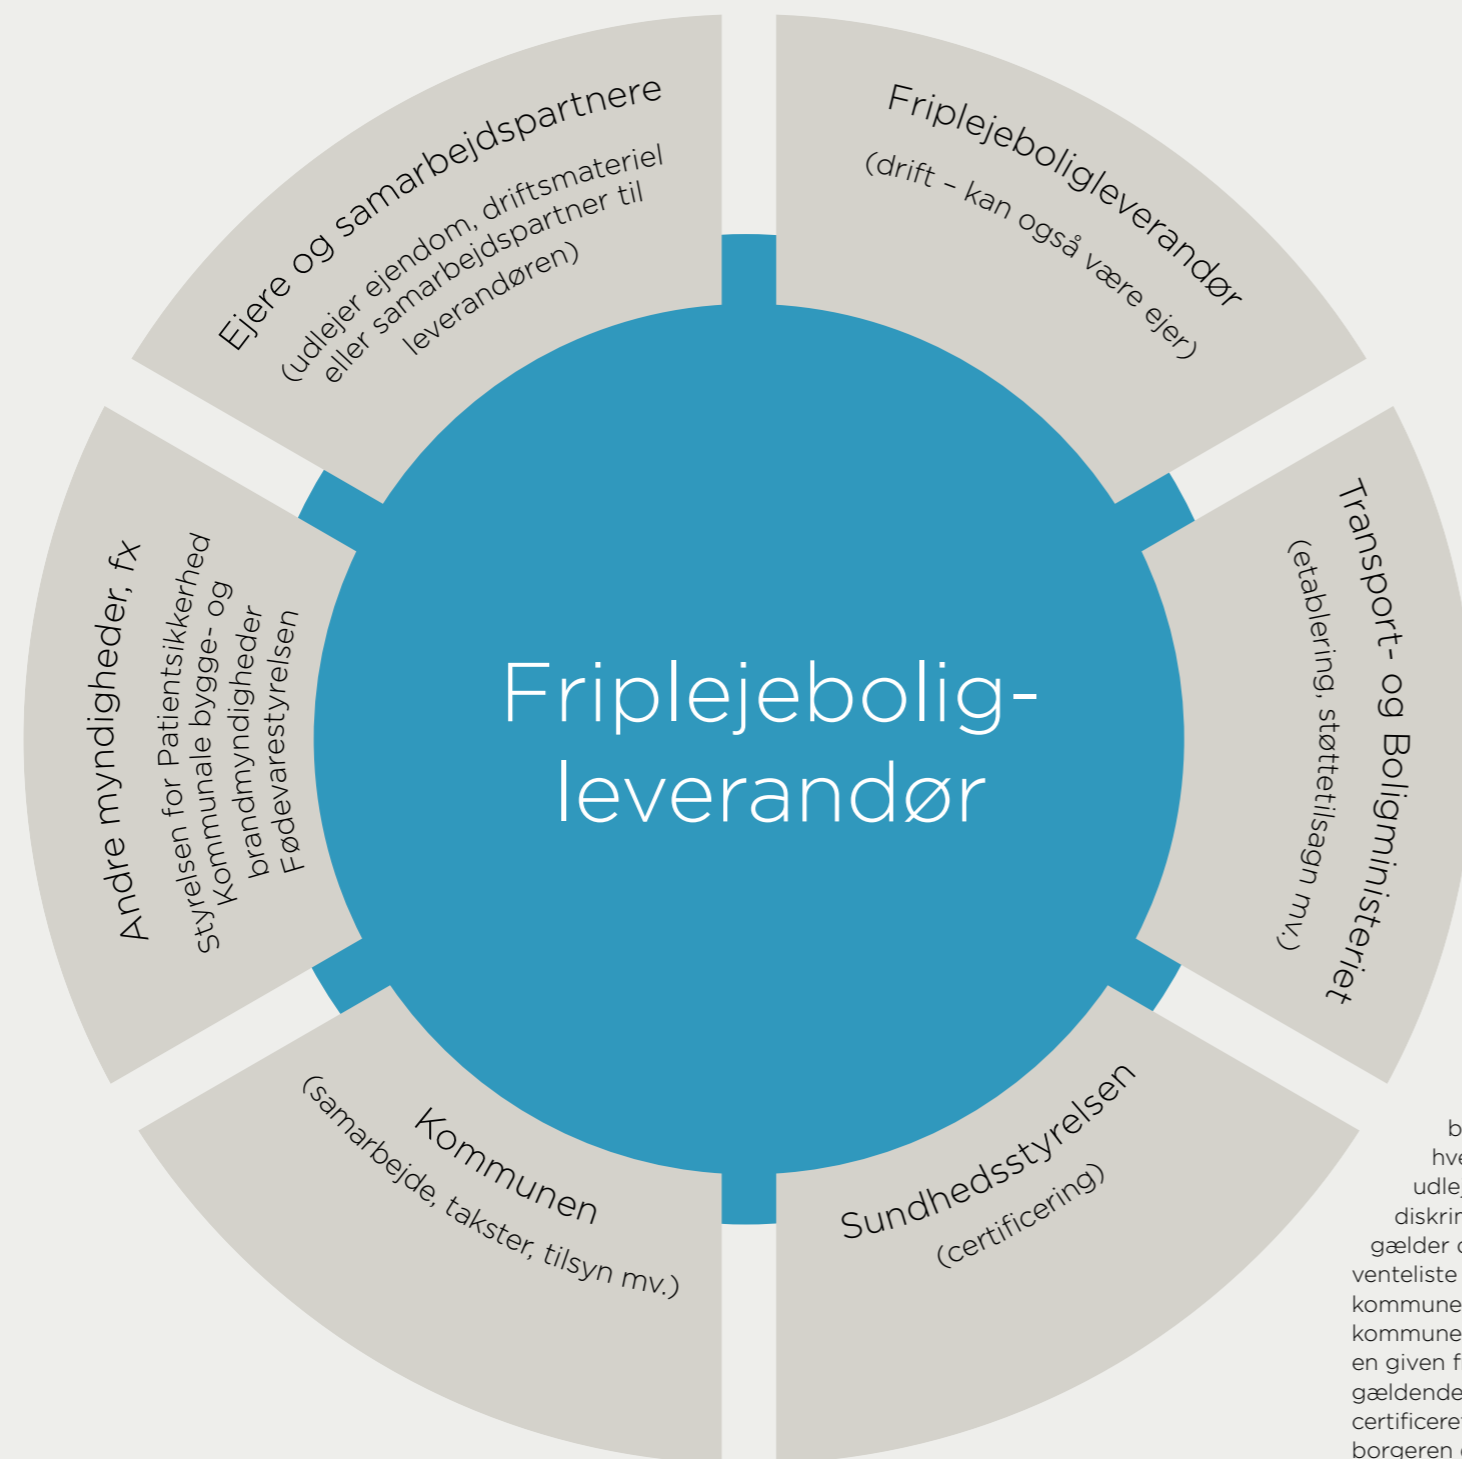 Ejere og samarbejdspartnere
(udlejer ejendom, driftsmateriel
eller samarbejdspartner til
leverandøren)
Friplejeboligleverandør
(drift - kan også være ejer)
Transport- og Boligministeriet
(etablering, støttetilsagn mv.)
Sundhedsstyrelsen
(certificering)
Kommunen
(samarbejde, takster, tilsyn mv.)
Andre myndigheder, fx
Styrelsen for Patientsikkerhed
Kommunale bygge- og
brandmyndigheder
Fødevarestyrelsen
Friplejebolig-
leverandør
gælder
venteliste
kommune
kommune
en given
gældende
borgeren